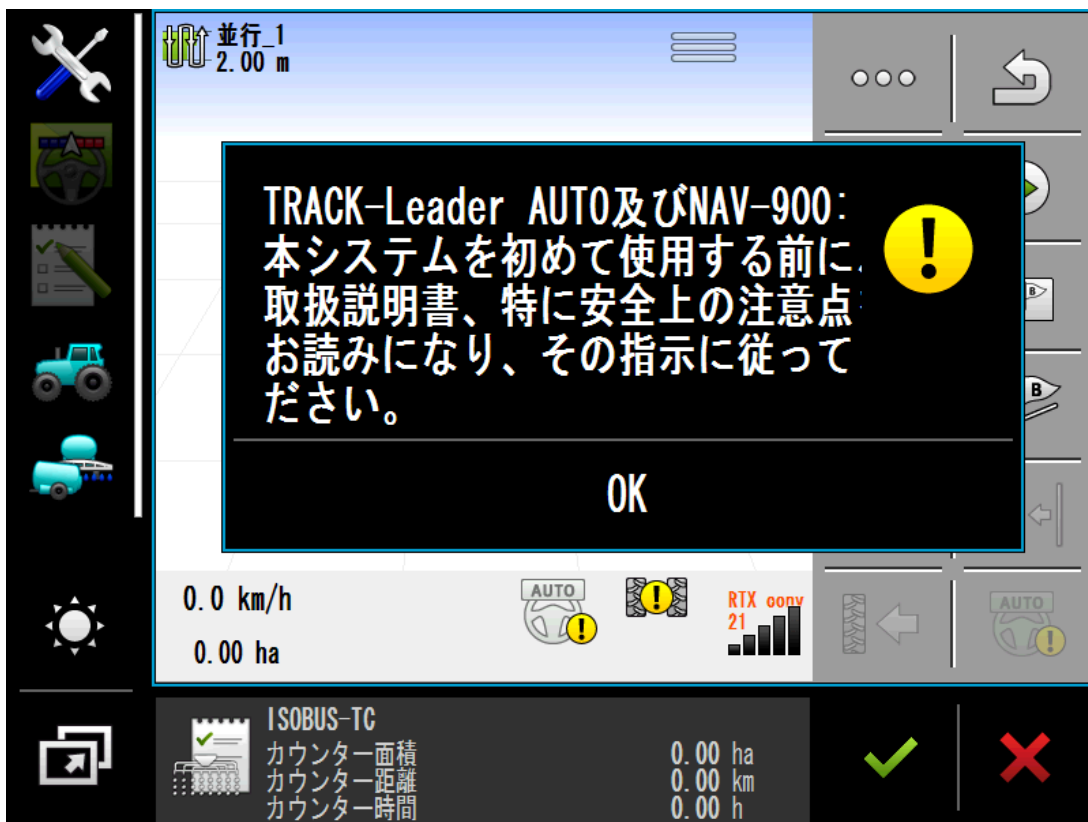 並行_1
2.00 m
TRACK-Leader AUTO及びNAV-900:
本システムを初めて使用する前に、
取扱説明書、特に安全上の注意点
お読みになり、その指示に従って
ださい。
OK
B
B
0.0 km/h
0.00 ha
AUTO
RTX conv
21
AUTO
ISOBUS-TC
カウンター面積 0.00 ha
カウンター距離 0.00 km
カウンター時間 0.00 h